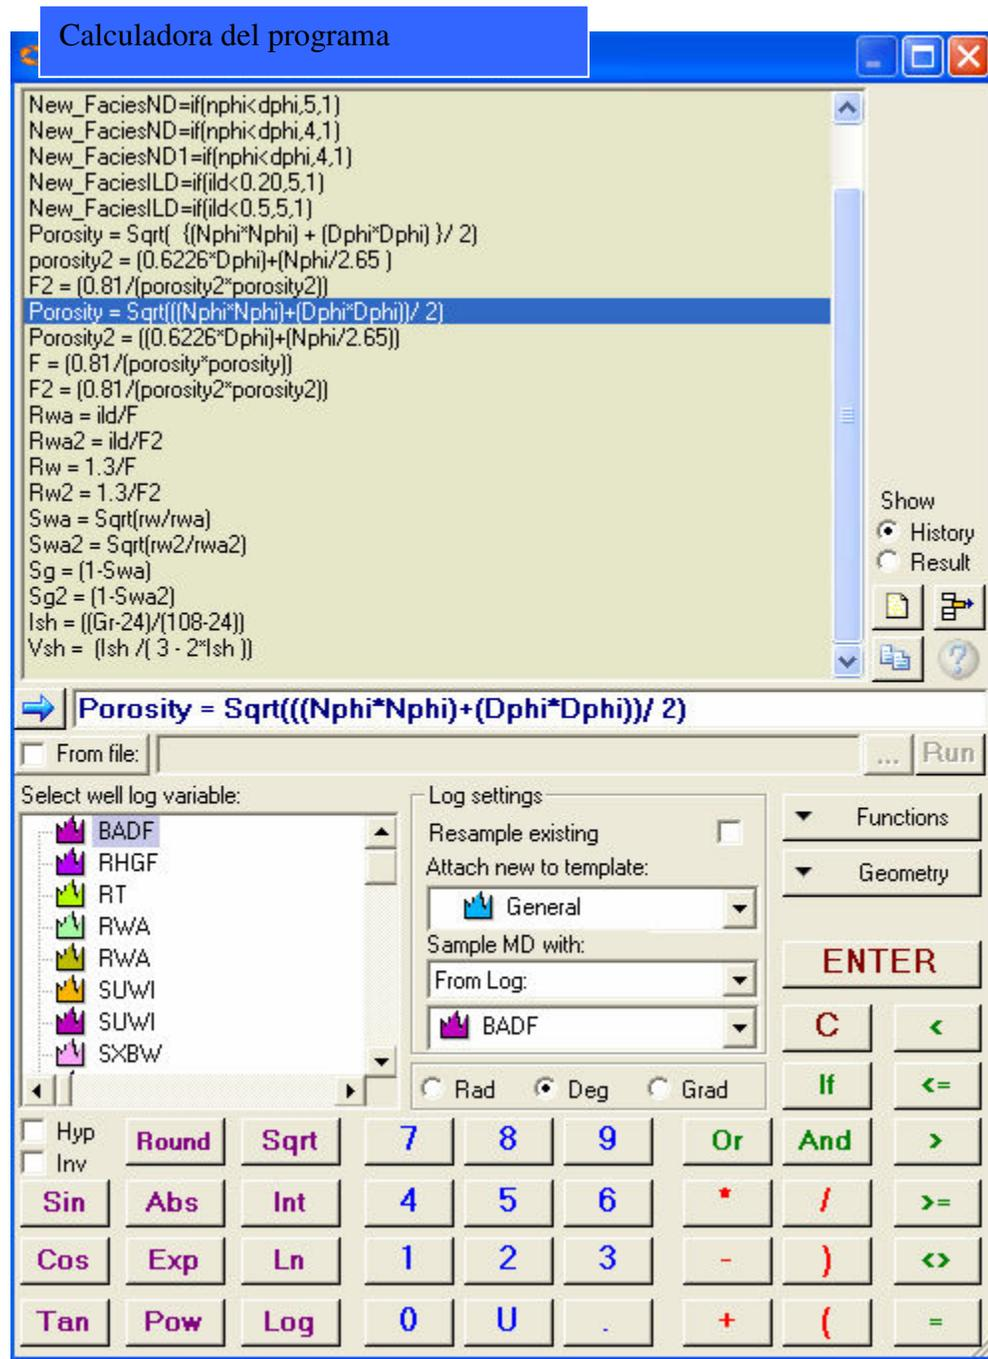 Calculadora del programa
New_FaciesND=if(nphi<dphi,5,1)
New_FaciesND=if(nphi<dphi,4,1)
New_FaciesND1=if(nphi<dphi,4,1)
New_FaciesILD=if(ild<0.20,5,1)
New_FaciesILD=if(ild<0.5,5,1)
Porosity = Sqrt(  {(Nphi*Nphi) + (Dphi*Dphi) }/ 2)
porosity2 = (0.6226*Dphi)+(Nphi/2.65 )
F2 = (0.81/(porosity2*porosity2))
Porosity = Sqrt(((Nphi*Nphi)+(Dphi*Dphi))/ 2)
Porosity2 = ((0.6226*Dphi)+(Nphi/2.65))
F = (0.81/(porosity*porosity))
F2 = (0.81/(porosity2*porosity2))
Rwa = ild/F
Rwa2 = ild/F2
Rw = 1.3/F
Rw2 = 1.3/F2
Swa = Sqrt(rw/rwa)
Swa2 = Sqrt(rw2/rwa2)
Sg = (1-Swa)
Sg2 = (1-Swa2)
Ish = ((Gr-24)/(108-24))
Vsh =  (Ish /( 3 - 2*Ish ))
Show
History
Result
?
Porosity = Sqrt(((Nphi*Nphi)+(Dphi*Dphi))/ 2)
From file: ... Run
Select well log variable:
BADF
RHGF
RT
RWA
RWA
SUWI
SUWI
SXBW
Log settings
Resample existing
Attach new to template:
General
Sample MD with:
From Log:
BADF
Rad Deg Grad
Functions
Geometry
ENTER
C <
If <=
Hyp
Inv
Round Sqrt 7 8 9 Or And >
Sin Abs Int 4 5 6 * / >=
Cos Exp Ln 1 2 3 - ) <>
Tan Pow Log 0 U . + ( =